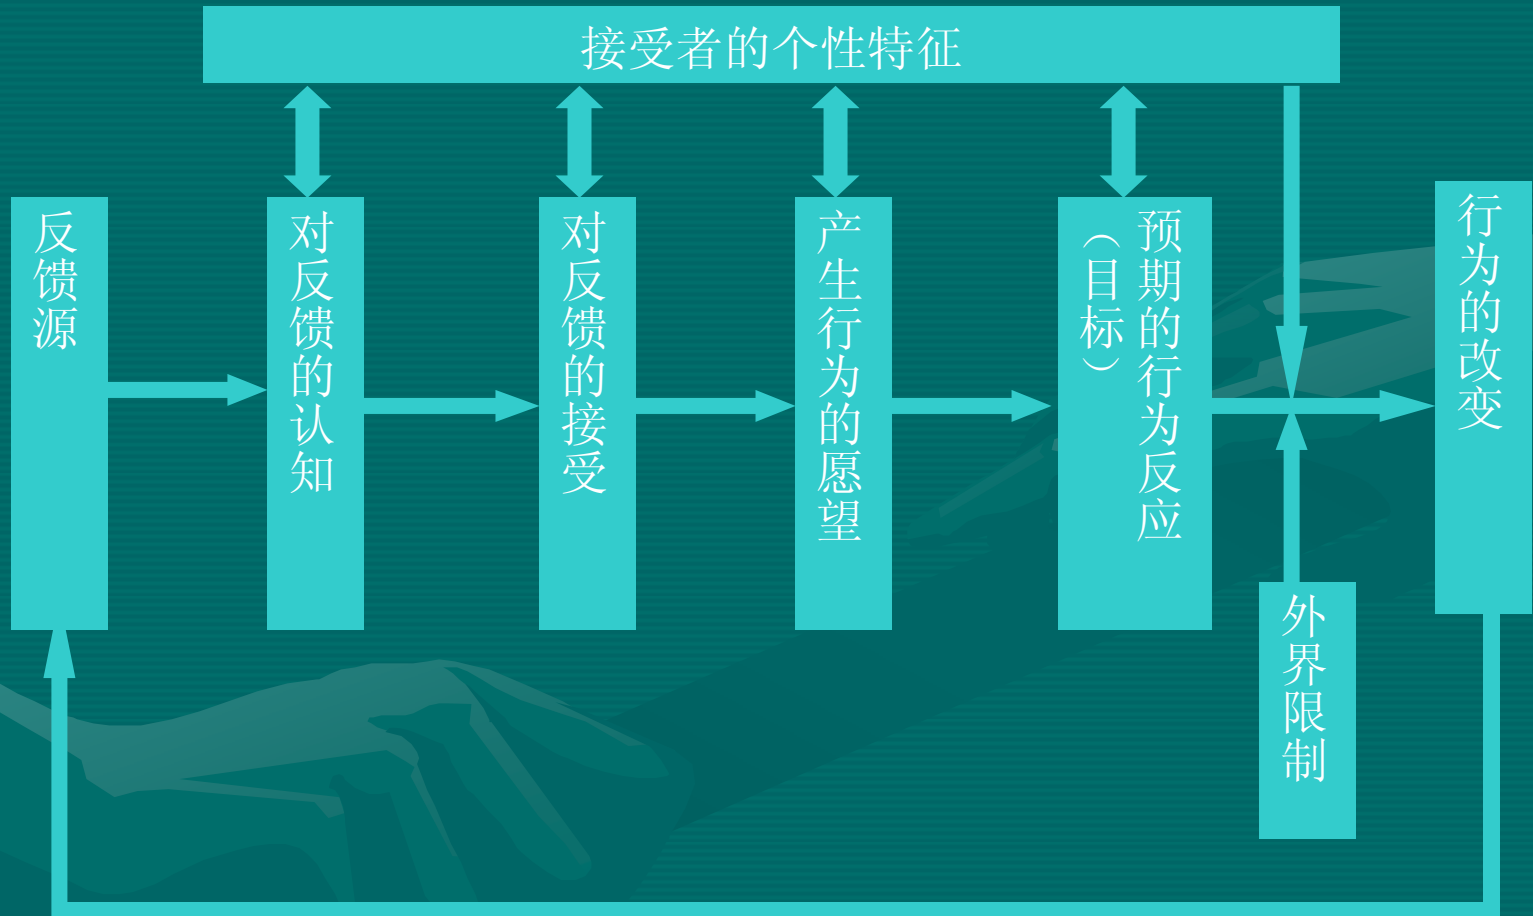 接受者的个性特征
反馈源
对反馈的认知
对反馈的接受
产生行为的愿望
预期的行为反应
（目标）
行为的改变
外界限制